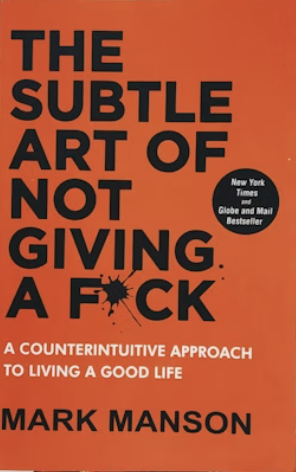 THE
SUBTLE
ART OF
NOT
GIVING
A F*CK
New York
Times
and
Globe and Mail
Bestseller
A COUNTERINTUITIVE APPROACH
TO LIVING A GOOD LIFE
MARK MANSON